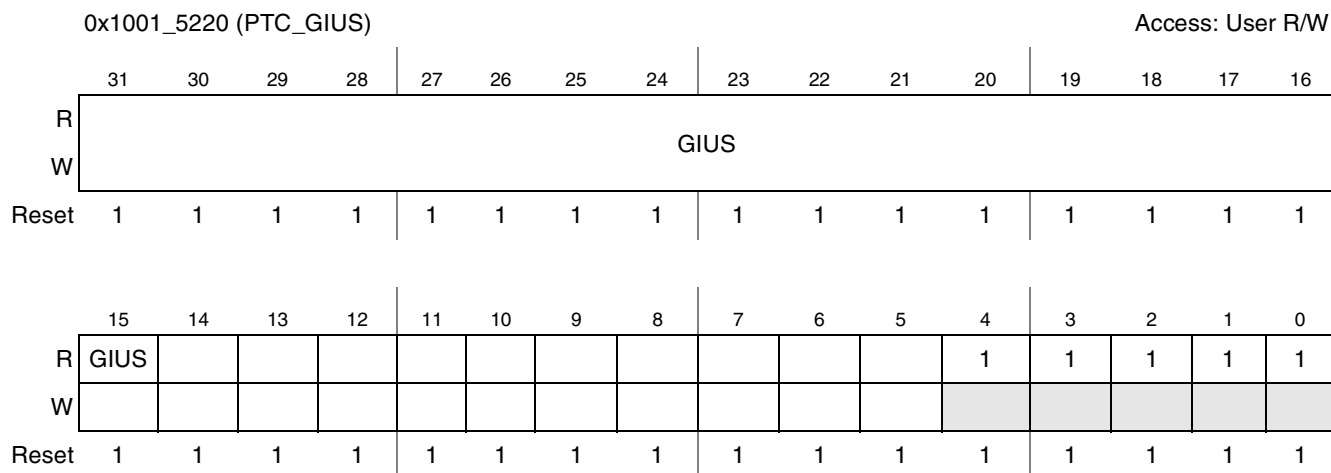 0x1001_5220 (PTC_GIUS) Access: User R/W
31 30 29 28 27 26 25 24 23 22 21 20 19 18 17 16
R
GIUS
W
Reset 1 1 1 1 1 1 1 1 1 1 1 1 1 1 1 1
15 14 13 12 11 10 9 8 7 6 5 4 3 2 1 0
R GIUS 1 1 1 1 1
W
Reset 1 1 1 1 1 1 1 1 1 1 1 1 1 1 1 1